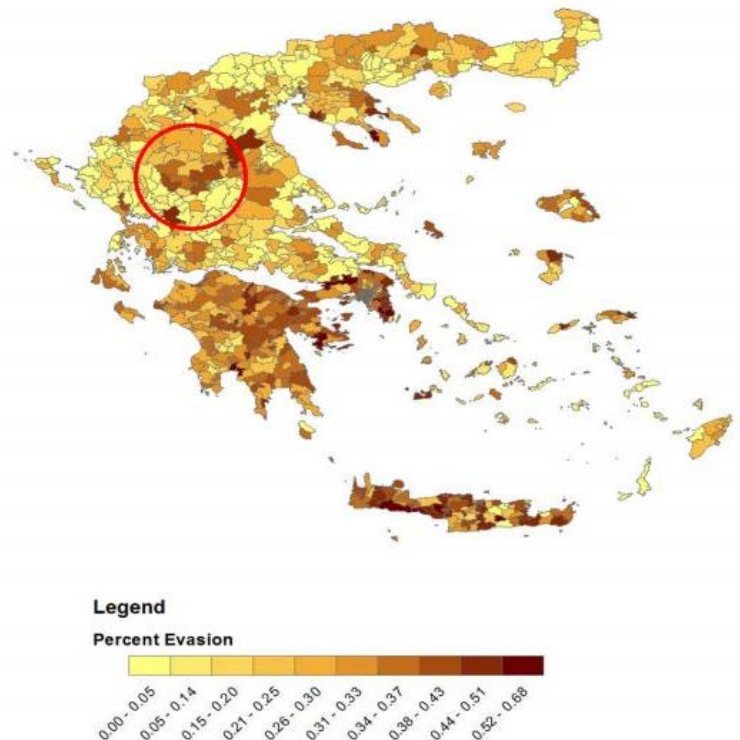 Legend
Percent Evasion
0.00 - 0.05
0.05 - 0.14
0.15 - 0.20
0.21 - 0.25
0.26 - 0.30
0.31 - 0.33
0.34 - 0.37
0.38 - 0.43
0.44 - 0.51
0.52 - 0.68